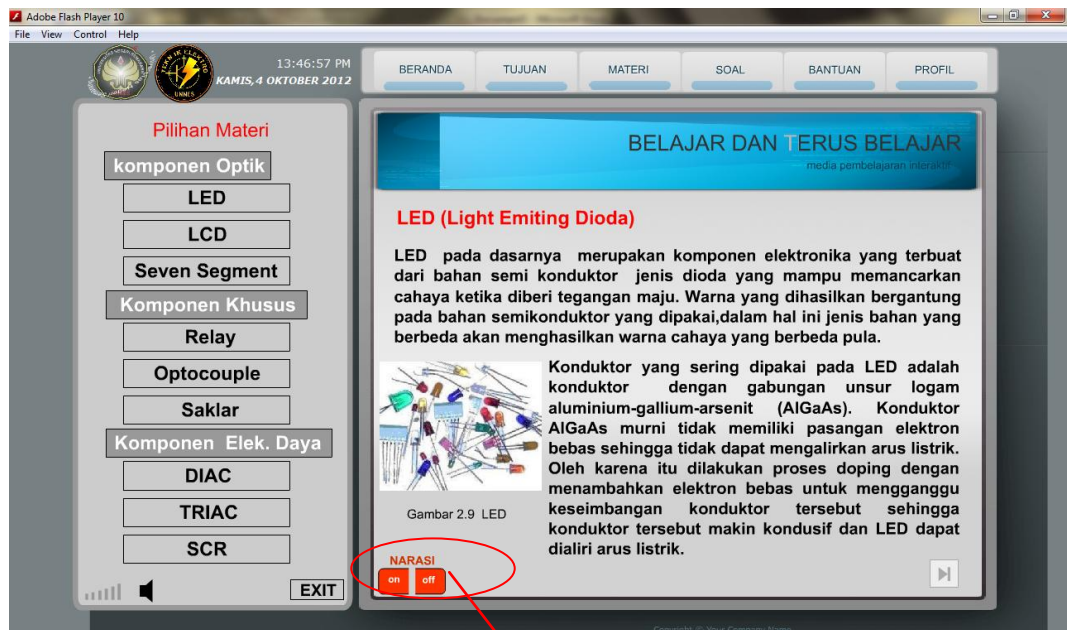 Adobe Flash Player 10
File View Control Help
13:46:57 PM
KAMIS,4 OKTOBER 2012
TEKNIK ELEKTRO
UNNES
BERANDA TUJUAN MATERI SOAL BANTUAN PROFIL
Pilihan Materi
komponen Optik
LED
LCD
Seven Segment
Komponen Khusus
Relay
Optocouple
Saklar
Komponen Elek. Daya
DIAC
TRIAC
SCR
EXIT
BELAJAR DAN TERUS BELAJAR
media pembelajaran interaktif
LED (Light Emiting Dioda)
LED pada dasarnya merupakan komponen elektronika yang terbuat
dari bahan semi konduktor jenis dioda yang mampu memancarkan
cahaya ketika diberi tegangan maju. Warna yang dihasilkan bergantung
pada bahan semikonduktor yang dipakai,dalam hal ini jenis bahan yang
berbeda akan menghasilkan warna cahaya yang berbeda pula.
Konduktor yang sering dipakai pada LED adalah
konduktor dengan gabungan unsur logam
aluminium-gallium-arsenit (AlGaAs). Konduktor
AlGaAs murni tidak memiliki pasangan elektron
bebas sehingga tidak dapat mengalirkan arus listrik.
Oleh karena itu dilakukan proses doping dengan
menambahkan elektron bebas untuk mengganggu
keseimbangan konduktor tersebut sehingga
konduktor tersebut makin kondusif dan LED dapat
dialiri arus listrik.
Gambar 2.9 LED
NARASI
on off
Copyright © Your Company Name